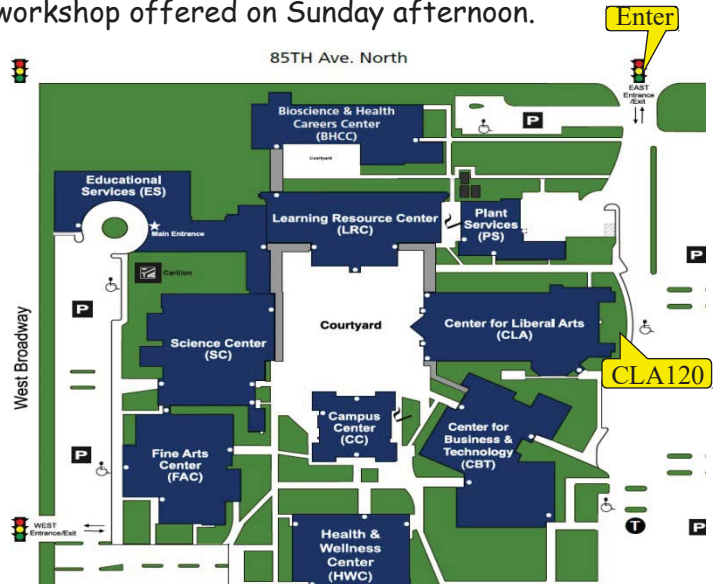 workshop offered on Sunday afternoon.
Enter
85TH Ave. North
EAST
Entrance
/Exit
Bioscience & Health
Careers Center
(BHCC)
P
Courtyard
Educational
Services (ES)
Main Entrance
Learning Resource Center
(LRC)
Plant
Services
(PS)
P
Carillon
P
Courtyard
Center for Liberal Arts
(CLA)
Science Center
(SC)
West Broadway
CLA120
Campus
Center
(CC)
Center for
Business &
Technology
(CBT)
P
Fine Arts
Center
(FAC)
WEST
Entrance/Exit
Health &
Wellness
Center
(HWC)
T
P